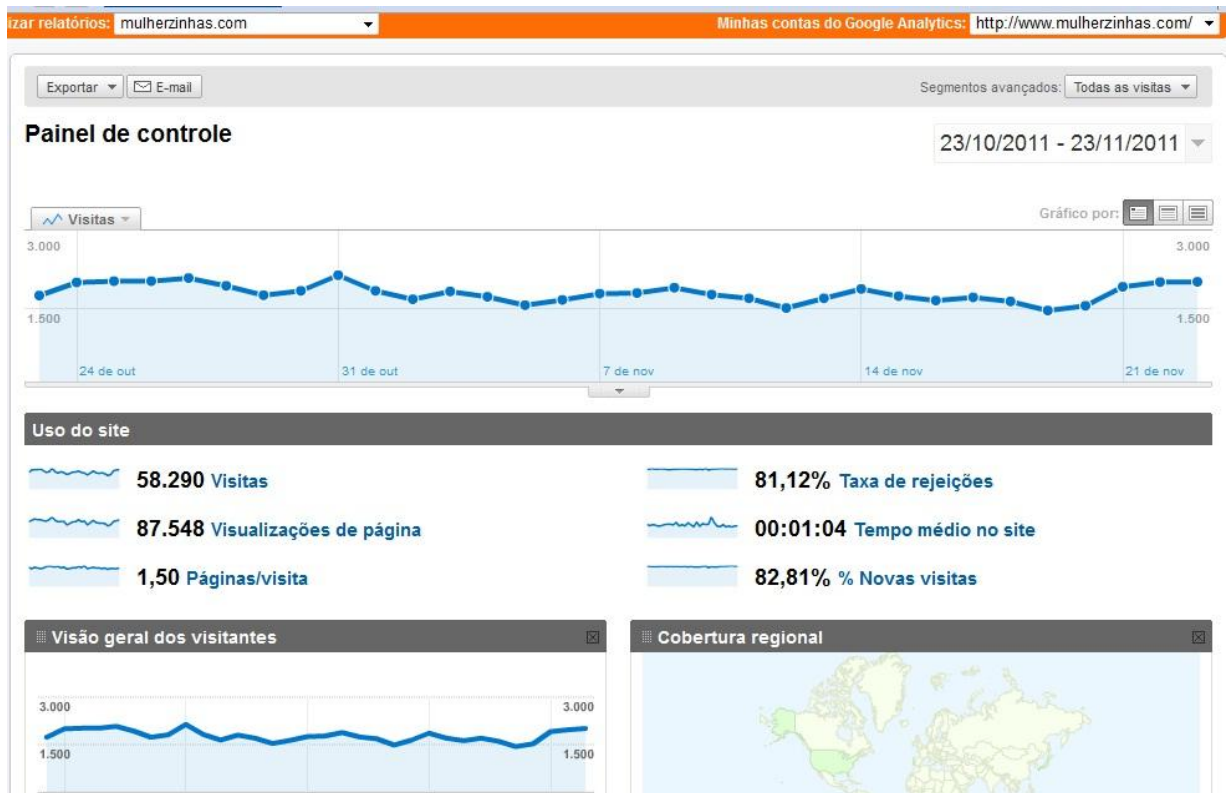 izar relatórios: mulherzinhas.com Minhas contas do Google Analytics: http://www.mulherzinhas.com/
Exportar E-mail Segmentos avançados: Todas as visitas
Painel de controle
23/10/2011 - 23/11/2011
Visitas Gráfico por:
3.000 3.000
1.500 1.500
24 de out 31 de out 7 de nov 14 de nov 21 de nov
Uso do site
58.290 Visitas 81,12% Taxa de rejeições
87.548 Visualizações de página 00:01:04 Tempo médio no site
1,50 Páginas/visita 82,81% % Novas visitas
Visão geral dos visitantes Cobertura regional
3.000 3.000
1.500 1.500